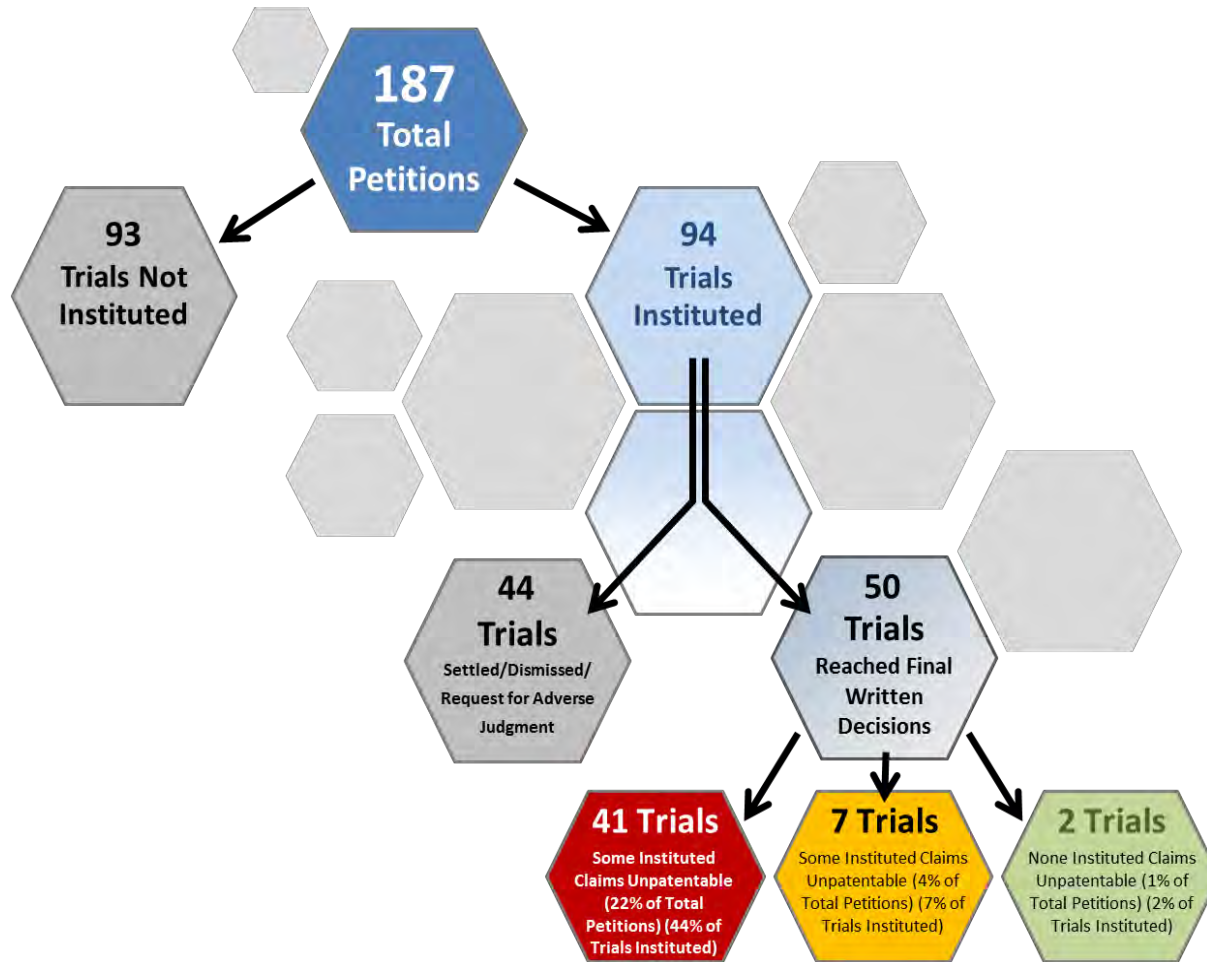 187
Total
Petitions
93
Trials Not
Instituted
94
Trials
Instituted
44
Trials
Settled/Dismissed/
Request for Adverse
Judgment
50
Trials
Reached Final
Written
Decisions
41 Trials
Some Instituted
Claims Unpatentable
(22% of Total
Petitions) (44% of
Trials Instituted)
7 Trials
Some Instituted Claims
Unpatentable (4% of
Total Petitions) (7% of
Trials Instituted)
2 Trials
None Instituted Claims
Unpatentable (1% of
Total Petitions) (2% of
Trials Instituted)